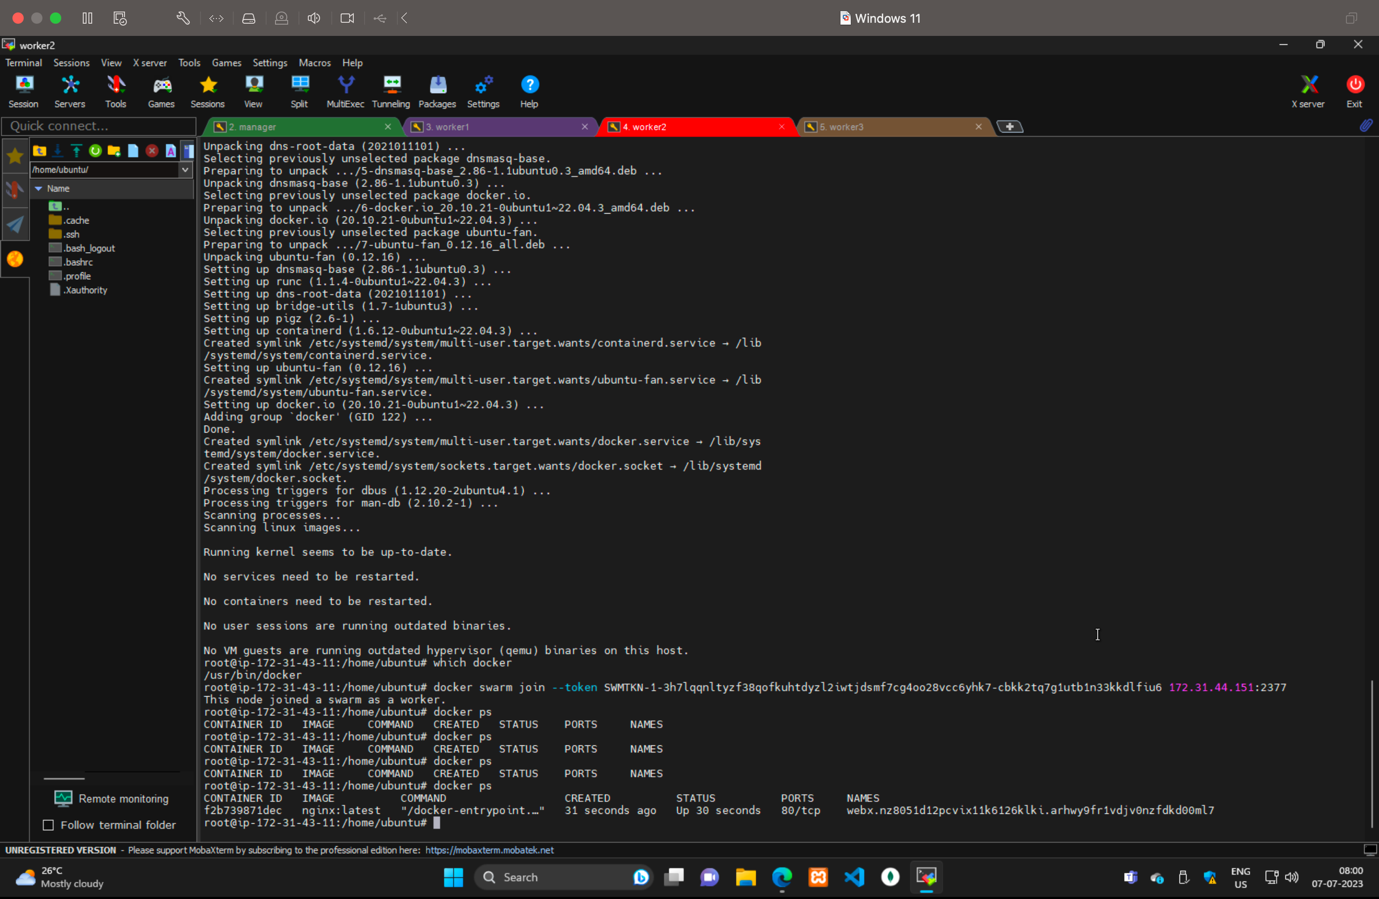 Windows 11
worker2
Terminal Sessions View X server Tools Games Settings Macros Help
Session Servers Tools Games Sessions View Split MultiExec Tunneling Packages Settings Help X server Exit
Quick connect...
2. manager
3. worker1
4. worker2
5. worker3
/home/ubuntu/
Name
..
.cache
.ssh
.bash_logout
.bashrc
.profile
.Xauthority
Remote monitoring
Follow terminal folder
Unpacking dns-root-data (2021011101) ...
Selecting previously unselected package dnsmasq-base.
Preparing to unpack .../5-dnsmasq-base_2.86-1.1ubuntu0.3_amd64.deb ...
Unpacking dnsmasq-base (2.86-1.1ubuntu0.3) ...
Selecting previously unselected package docker.io.
Preparing to unpack .../6-docker.io_20.10.21-0ubuntu1~22.04.3_amd64.deb ...
Unpacking docker.io (20.10.21-0ubuntu1~22.04.3) ...
Selecting previously unselected package ubuntu-fan.
Preparing to unpack .../7-ubuntu-fan_0.12.16_all.deb ...
Unpacking ubuntu-fan (0.12.16) ...
Setting up dnsmasq-base (2.86-1.1ubuntu0.3) ...
Setting up runc (1.1.4-0ubuntu1~22.04.3) ...
Setting up dns-root-data (2021011101) ...
Setting up bridge-utils (1.7-1ubuntu3) ...
Setting up pigz (2.6-1) ...
Setting up containerd (1.6.12-0ubuntu1~22.04.3) ...
Created symlink /etc/systemd/system/multi-user.target.wants/containerd.service → /lib
/systemd/system/containerd.service.
Setting up ubuntu-fan (0.12.16) ...
Created symlink /etc/systemd/system/multi-user.target.wants/ubuntu-fan.service → /lib
/systemd/system/ubuntu-fan.service.
Setting up docker.io (20.10.21-0ubuntu1~22.04.3) ...
Adding group `docker' (GID 122) ...
Done.
Created symlink /etc/systemd/system/multi-user.target.wants/docker.service → /lib/sys
temd/system/docker.service.
Created symlink /etc/systemd/system/sockets.target.wants/docker.socket → /lib/systemd
/system/docker.socket.
Processing triggers for dbus (1.12.20-2ubuntu4.1) ...
Processing triggers for man-db (2.10.2-1) ...
Scanning processes...
Scanning linux images...
Running kernel seems to be up-to-date.
No services need to be restarted.
No containers need to be restarted.
No user sessions are running outdated binaries.
No VM guests are running outdated hypervisor (qemu) binaries on this host.
root@ip-172-31-43-11:/home/ubuntu# which docker
/usr/bin/docker
root@ip-172-31-43-11:/home/ubuntu# docker swarm join --token SWMTKN-1-3h7lqqnltyzf38qofkuhtdyzl2iwtjdsmf7cg4oo28vcc6yhk7-cbkk2tq7g1utb1n33kkdlfiu6 172.31.44.151:2377
This node joined a swarm as a worker.
root@ip-172-31-43-11:/home/ubuntu# docker ps
CONTAINER ID IMAGE COMMAND CREATED STATUS PORTS NAMES
root@ip-172-31-43-11:/home/ubuntu# docker ps
CONTAINER ID IMAGE COMMAND CREATED STATUS PORTS NAMES
root@ip-172-31-43-11:/home/ubuntu# docker ps
CONTAINER ID IMAGE COMMAND CREATED STATUS PORTS NAMES
root@ip-172-31-43-11:/home/ubuntu# docker ps
CONTAINER ID IMAGE COMMAND CREATED STATUS PORTS NAMES
f2b739871dec nginx:latest "/docker-entrypoint.…" 31 seconds ago Up 30 seconds 80/tcp webx.nz8051d12pcvix11k6126klki.arhwy9fr1vdjv0nzfdkd00ml7
root@ip-172-31-43-11:/home/ubuntu#
UNREGISTERED VERSION - Please support MobaXterm by subscribing to the professional edition here: https://mobaxterm.mobatek.net
26°C
Mostly cloudy
Search
ENG
US
08:00
07-07-2023